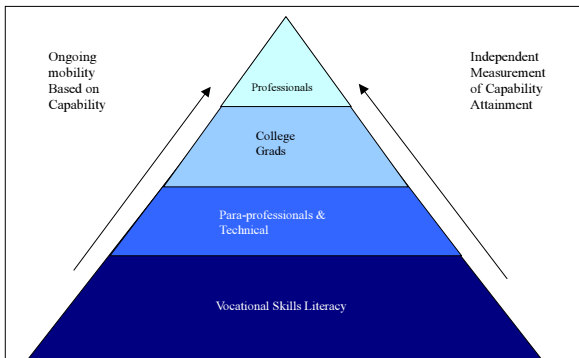 Ongoing
mobility
Based on
Capability
Independent
Measurement
of Capability
Attainment
Professionals
College
Grads
Para-professionals &
Technical
Vocational Skills Literacy